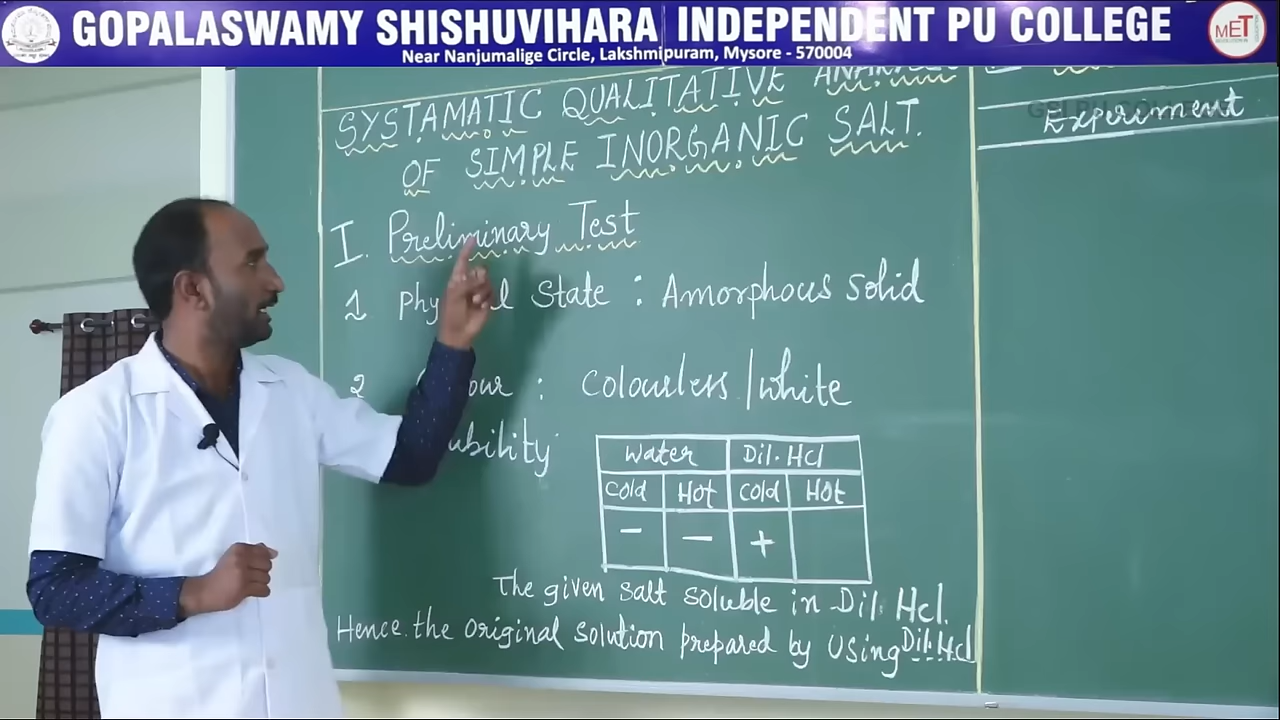 GOPALASWAMY SHISHUVIHARA INDEPENDENT PU COLLEGE
Near Nanjumalige Circle, Lakshmipuram, Mysore - 570004
MET
SYSTAMATIC QUALITATIVE
OF SIMPLE INORGANIC SALT.
I. Preliminary Test
1 State : Amorphous solid
2 : Colourless / white
Water Dil. Hcl
Cold Hot Cold Hot
− − +
The given salt soluble in Dil. Hcl.
Hence the original solution prepared by using Dil. Hcl
Experiment